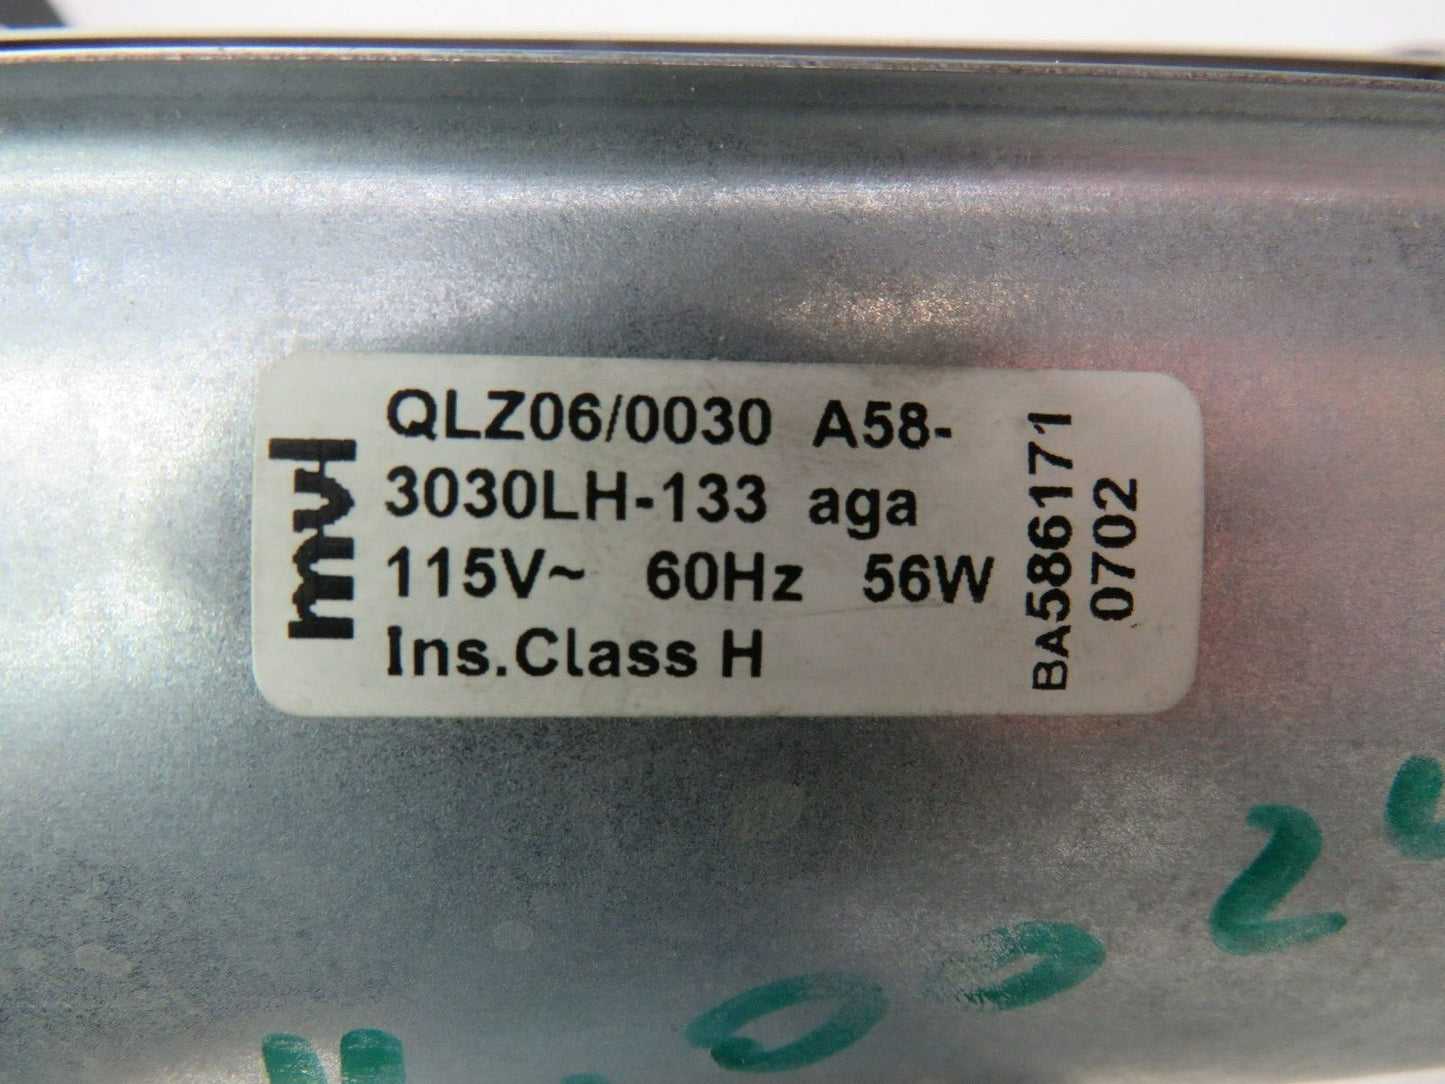 mvl
QLZ06/0030 A58-
3030LH-133 aga
115V~ 60Hz 56W
Ins.Class H
BA586171
0702